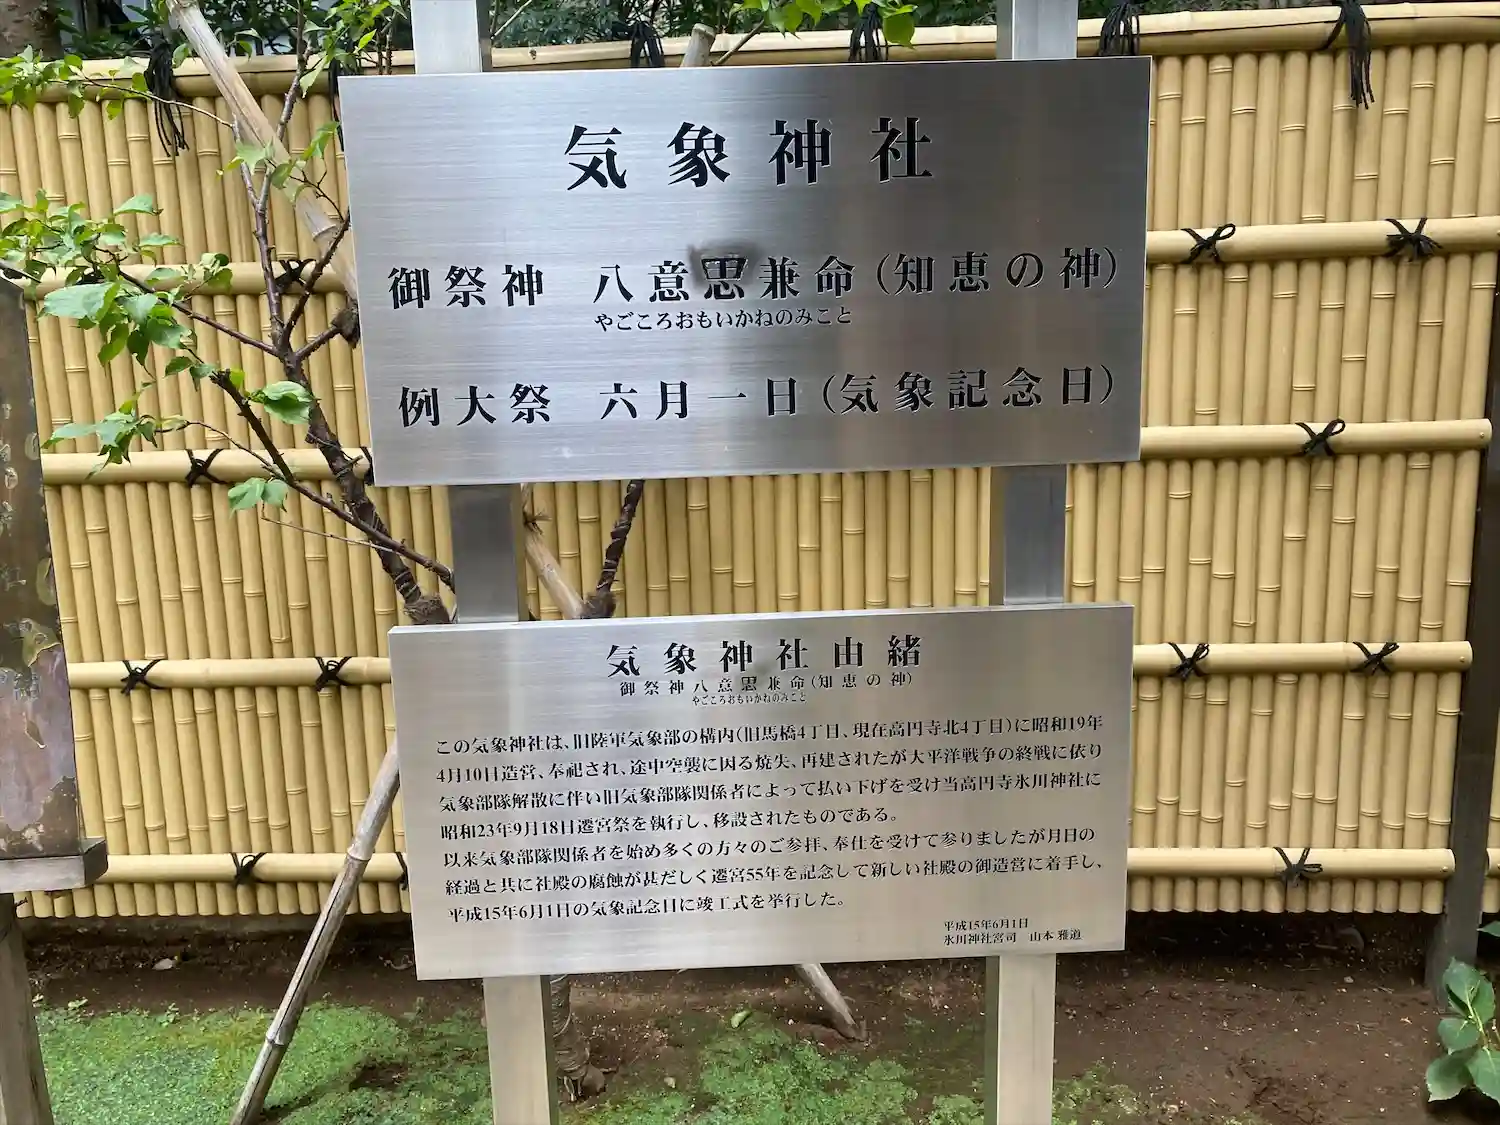 気象神社
御祭神 八意思兼命(知恵の神)
やごころおもいかねのみこと
例大祭 六月一日(気象記念日)
気象神社由緒
御祭神八意思兼命(知恵の神)
やごころおもいかねのみこと
この気象神社は、旧陸軍気象部の構内(旧馬橋4丁目、現在高円寺北4丁目)に昭和19年
4月10日造営、奉祀され、途中空襲に因る焼失、再建されたが大平洋戦争の終戦に依り
気象部隊解散に伴い旧気象部隊関係者によって払い下げを受け当高円寺氷川神社に
昭和23年9月18日遷宮祭を執行し、移設されたものである。
以来気象部隊関係者を始め多くの方々のご参拝、奉仕を受けて参りましたが月日の
経過と共に社殿の腐蝕が甚だしく遷宮55年を記念して新しい社殿の御造営に着手し、
平成15年6月1日の気象記念日に竣工式を挙行した。
平成15年6月1日
氷川神社宮司 山本 雅道